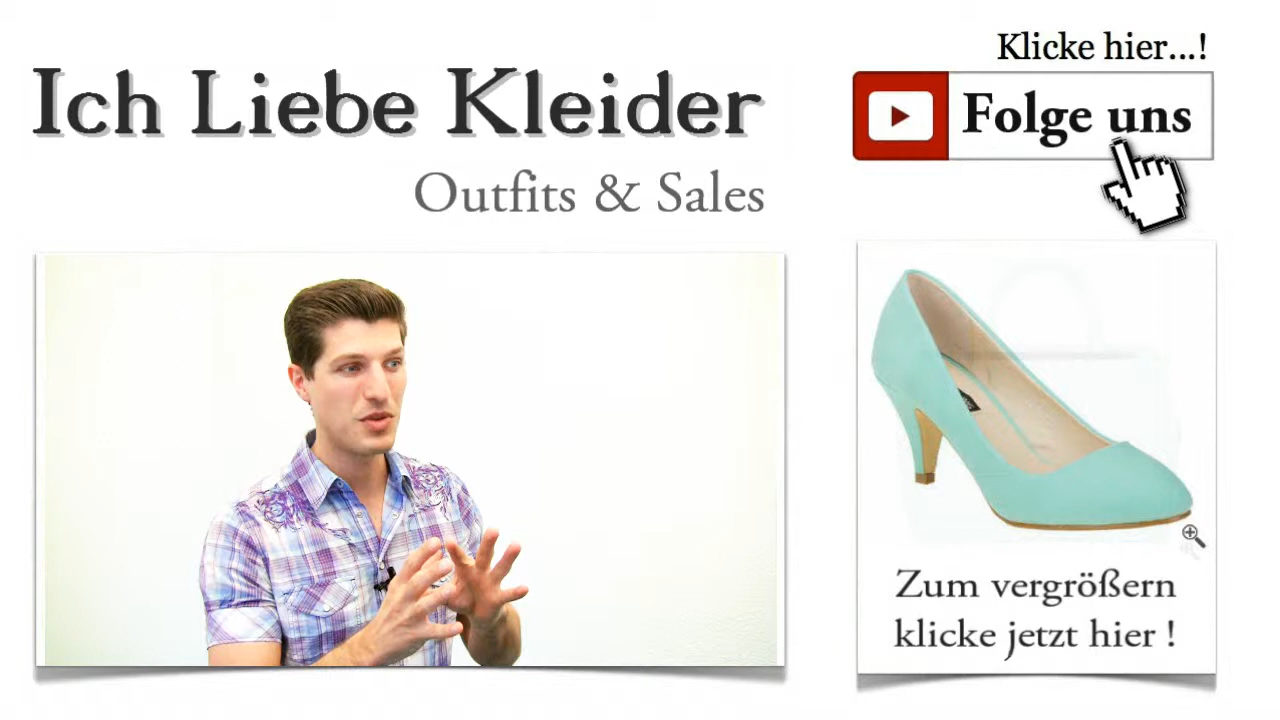 Ich Liebe Kleider
Outfits & Sales
Klicke hier...!
Folge uns
Zum vergrößern
klicke jetzt hier !